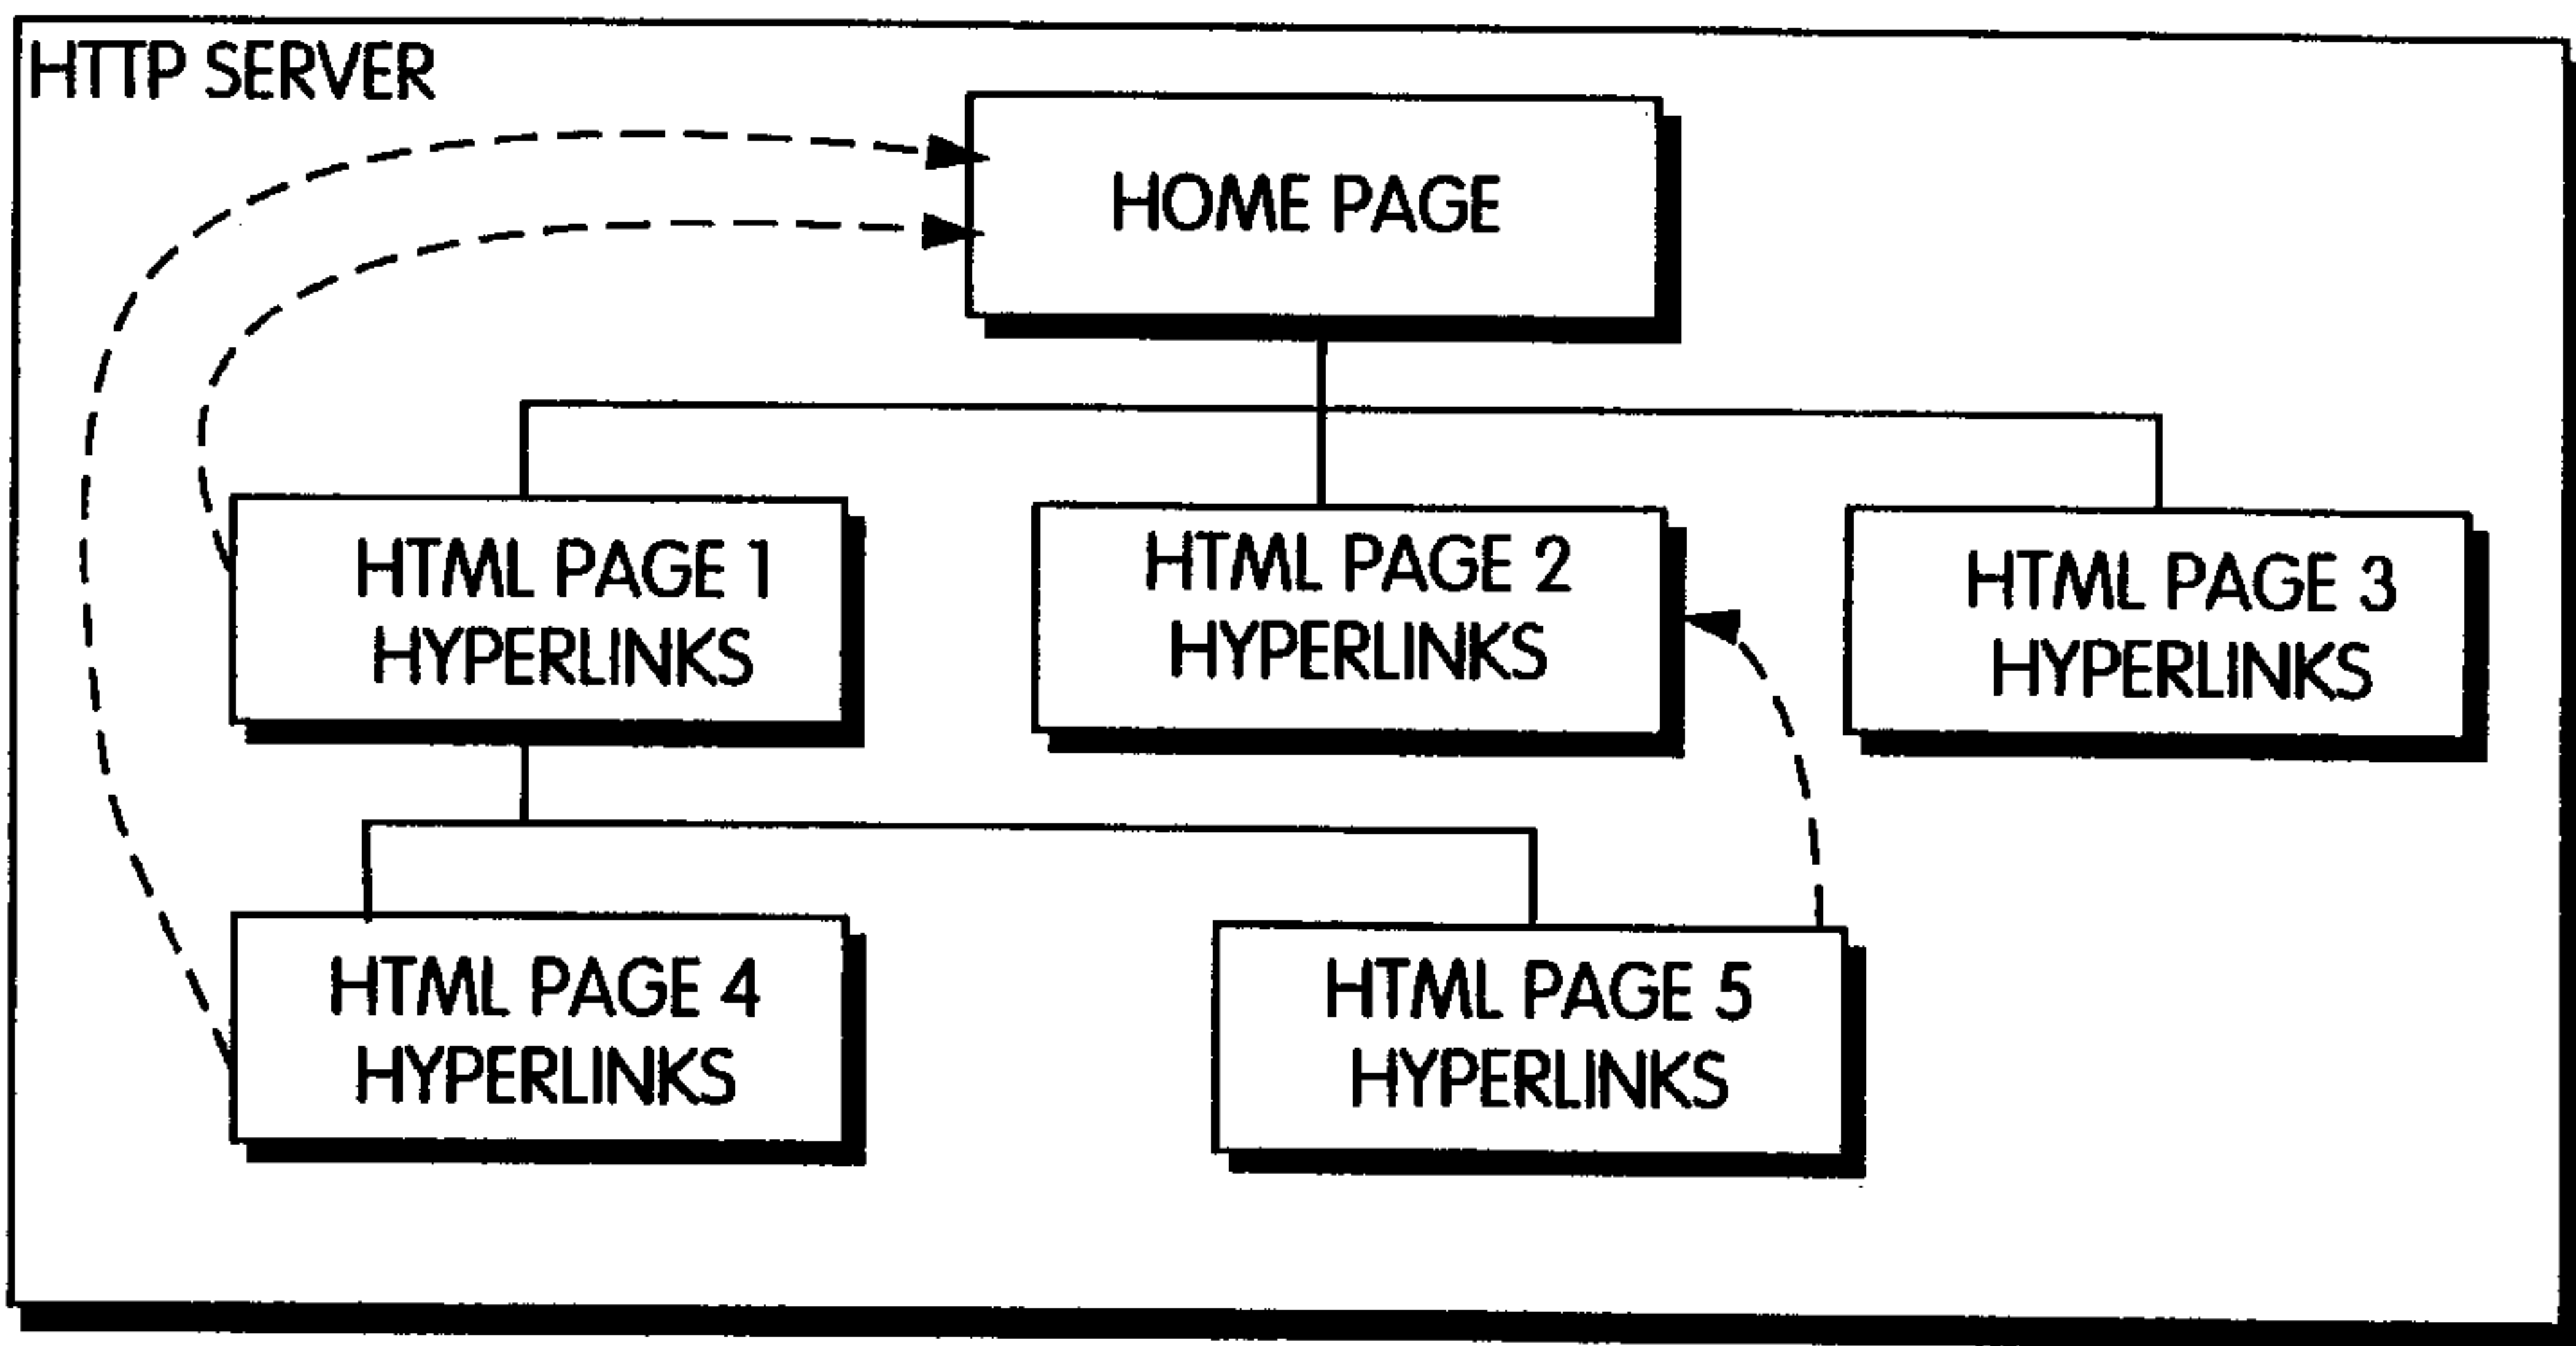 HTTP SERVER
HOME PAGE
HTML PAGE 1
HYPERLINKS
HTML PAGE 2
HYPERLINKS
HTML PAGE 3
HYPERLINKS
HTML PAGE 4
HYPERLINKS
HTML PAGE 5
HYPERLINKS